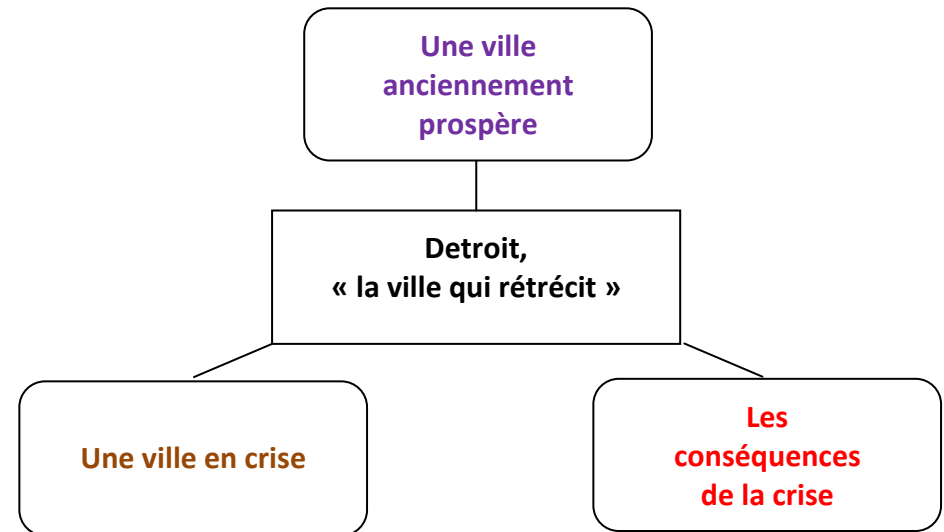 Une ville
anciennement
prospère
Detroit,
« la ville qui rétrécit »
Une ville en crise
Les
conséquences
de la crise